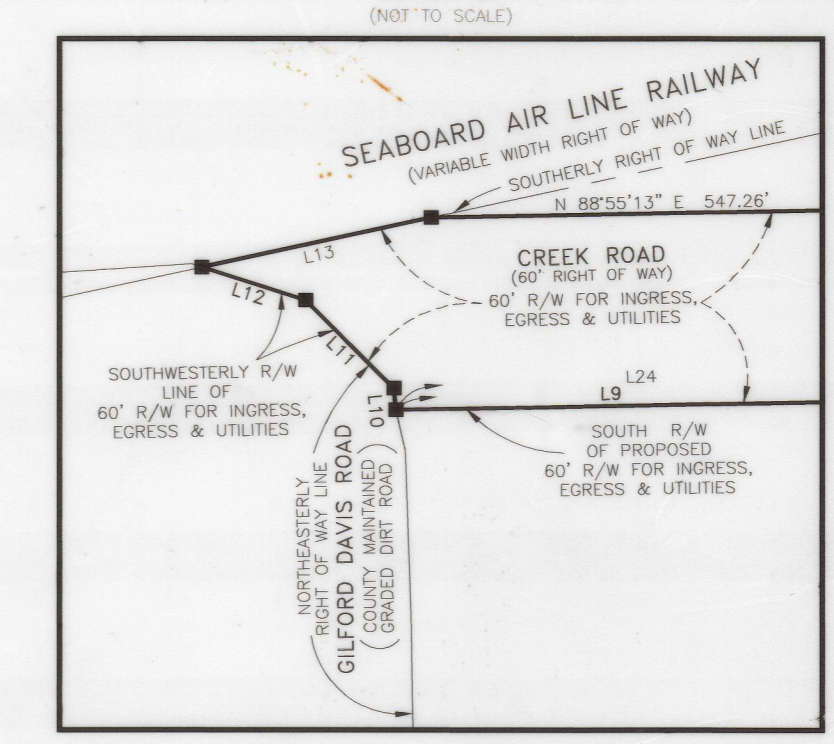 (NOT TO SCALE)
SEABOARD AIR LINE RAILWAY
(VARIABLE WIDTH RIGHT OF WAY)
SOUTHERLY RIGHT OF WAY LINE
N 88°55'13" E 547.26'
L13
CREEK ROAD
(60' RIGHT OF WAY)
60' R/W FOR INGRESS,
EGRESS & UTILITIES
L12
L11
SOUTHWESTERLY R/W
LINE OF
60' R/W FOR INGRESS,
EGRESS & UTILITIES
L10
L24
L9
SOUTH R/W
OF PROPOSED
60' R/W FOR INGRESS,
EGRESS & UTILITIES
NORTHEASTERLY
RIGHT OF WAY LINE
GILFORD DAVIS ROAD
(COUNTY MAINTAINED
GRADED DIRT ROAD)